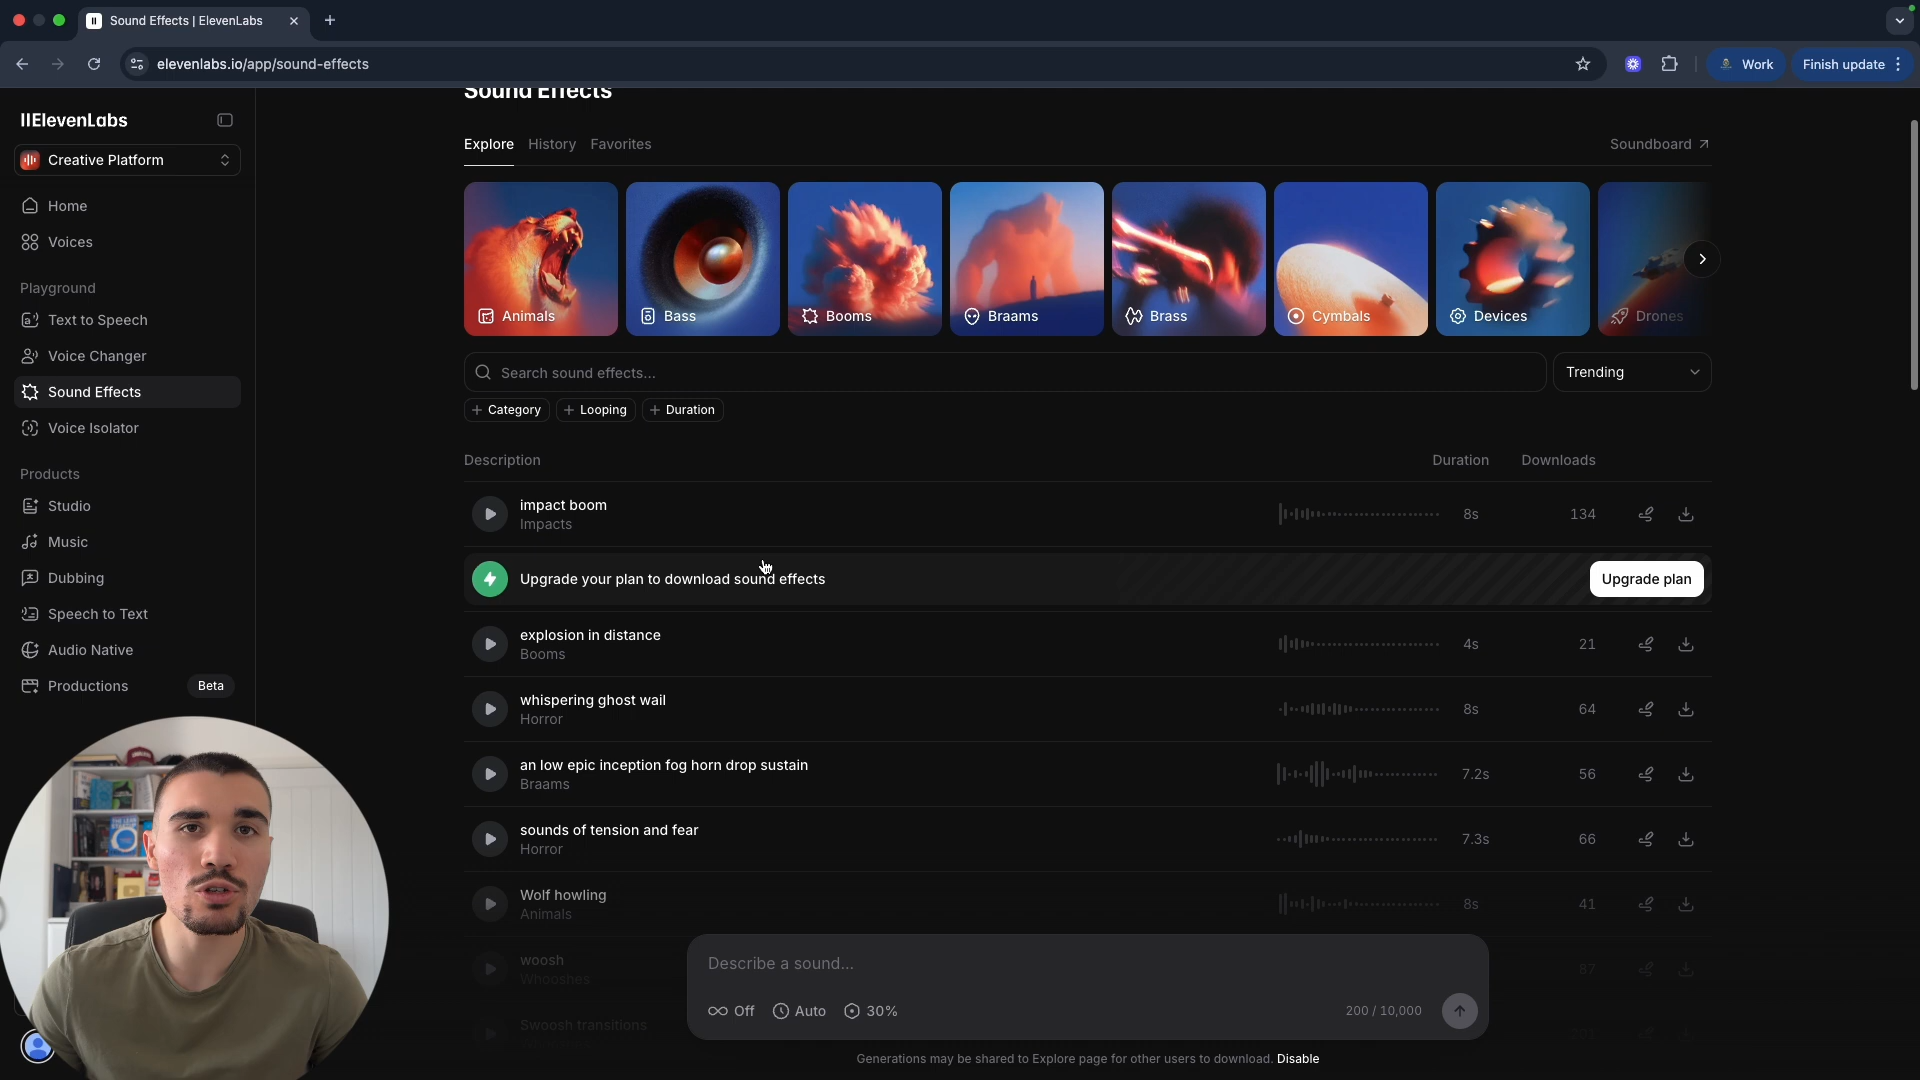 Sound Effects | ElevenLabs
elevenlabs.io/app/sound-effects
Work
Finish update
IIElevenLabs
Creative Platform
Home
Voices
Playground
Text to Speech
Voice Changer
Sound Effects
Voice Isolator
Products
Studio
Music
Dubbing
Speech to Text
Audio Native
Productions
Beta
Sound Effects
Explore
History
Favorites
Soundboard
Animals
Bass
Booms
Braams
Brass
Cymbals
Devices
Drones
Search sound effects...
Trending
Category
Looping
Duration
Description
Duration
Downloads
impact boom
Impacts
8s
134
Upgrade your plan to download sound effects
Upgrade plan
explosion in distance
Booms
4s
21
whispering ghost wail
Horror
8s
64
an low epic inception fog horn drop sustain
Braams
7.2s
56
sounds of tension and fear
Horror
7.3s
66
Wolf howling
Animals
8s
41
woosh
Whooshes
87
Swoosh transitions
Describe a sound...
Off
Auto
30%
200 / 10,000
Generations may be shared to Explore page for other users to download. Disable